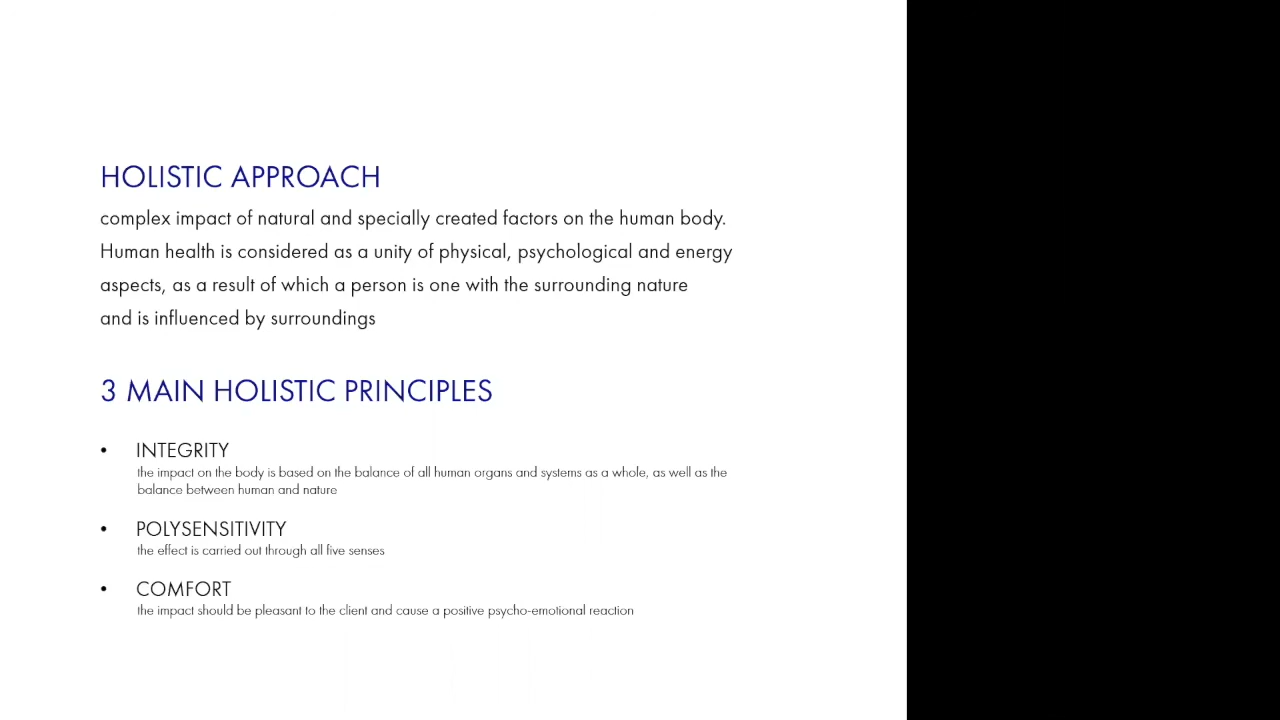 HOLISTIC APPROACH
complex impact of natural and specially created factors on the human body.
Human health is considered as a unity of physical, psychological and energy
aspects, as a result of which a person is one with the surrounding nature
and is influenced by surroundings
3 MAIN HOLISTIC PRINCIPLES
• INTEGRITY
the impact on the body is based on the balance of all human organs and systems as a whole, as well as the
balance between human and nature
• POLYSENSITIVITY
the effect is carried out through all five senses
• COMFORT
the impact should be pleasant to the client and cause a positive psycho-emotional reaction